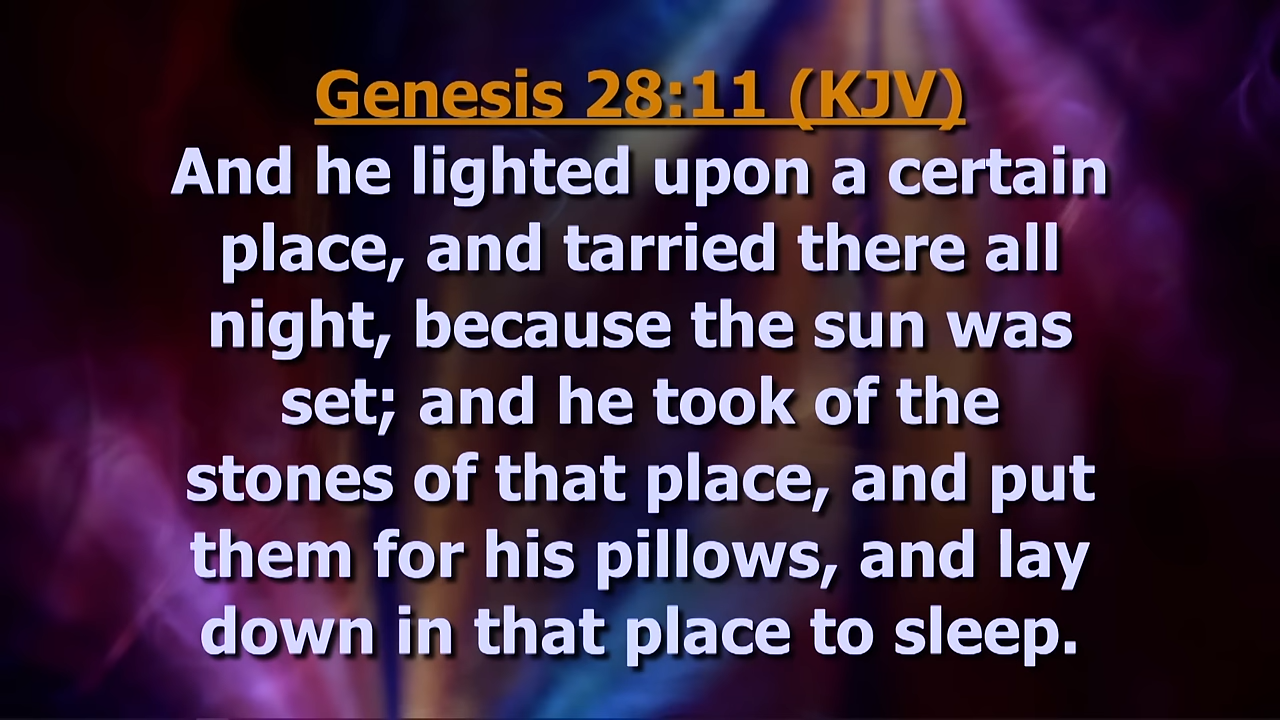 Genesis 28:11 (KJV)
And he lighted upon a certain
place, and tarried there all
night, because the sun was
set; and he took of the
stones of that place, and put
them for his pillows, and lay
down in that place to sleep.